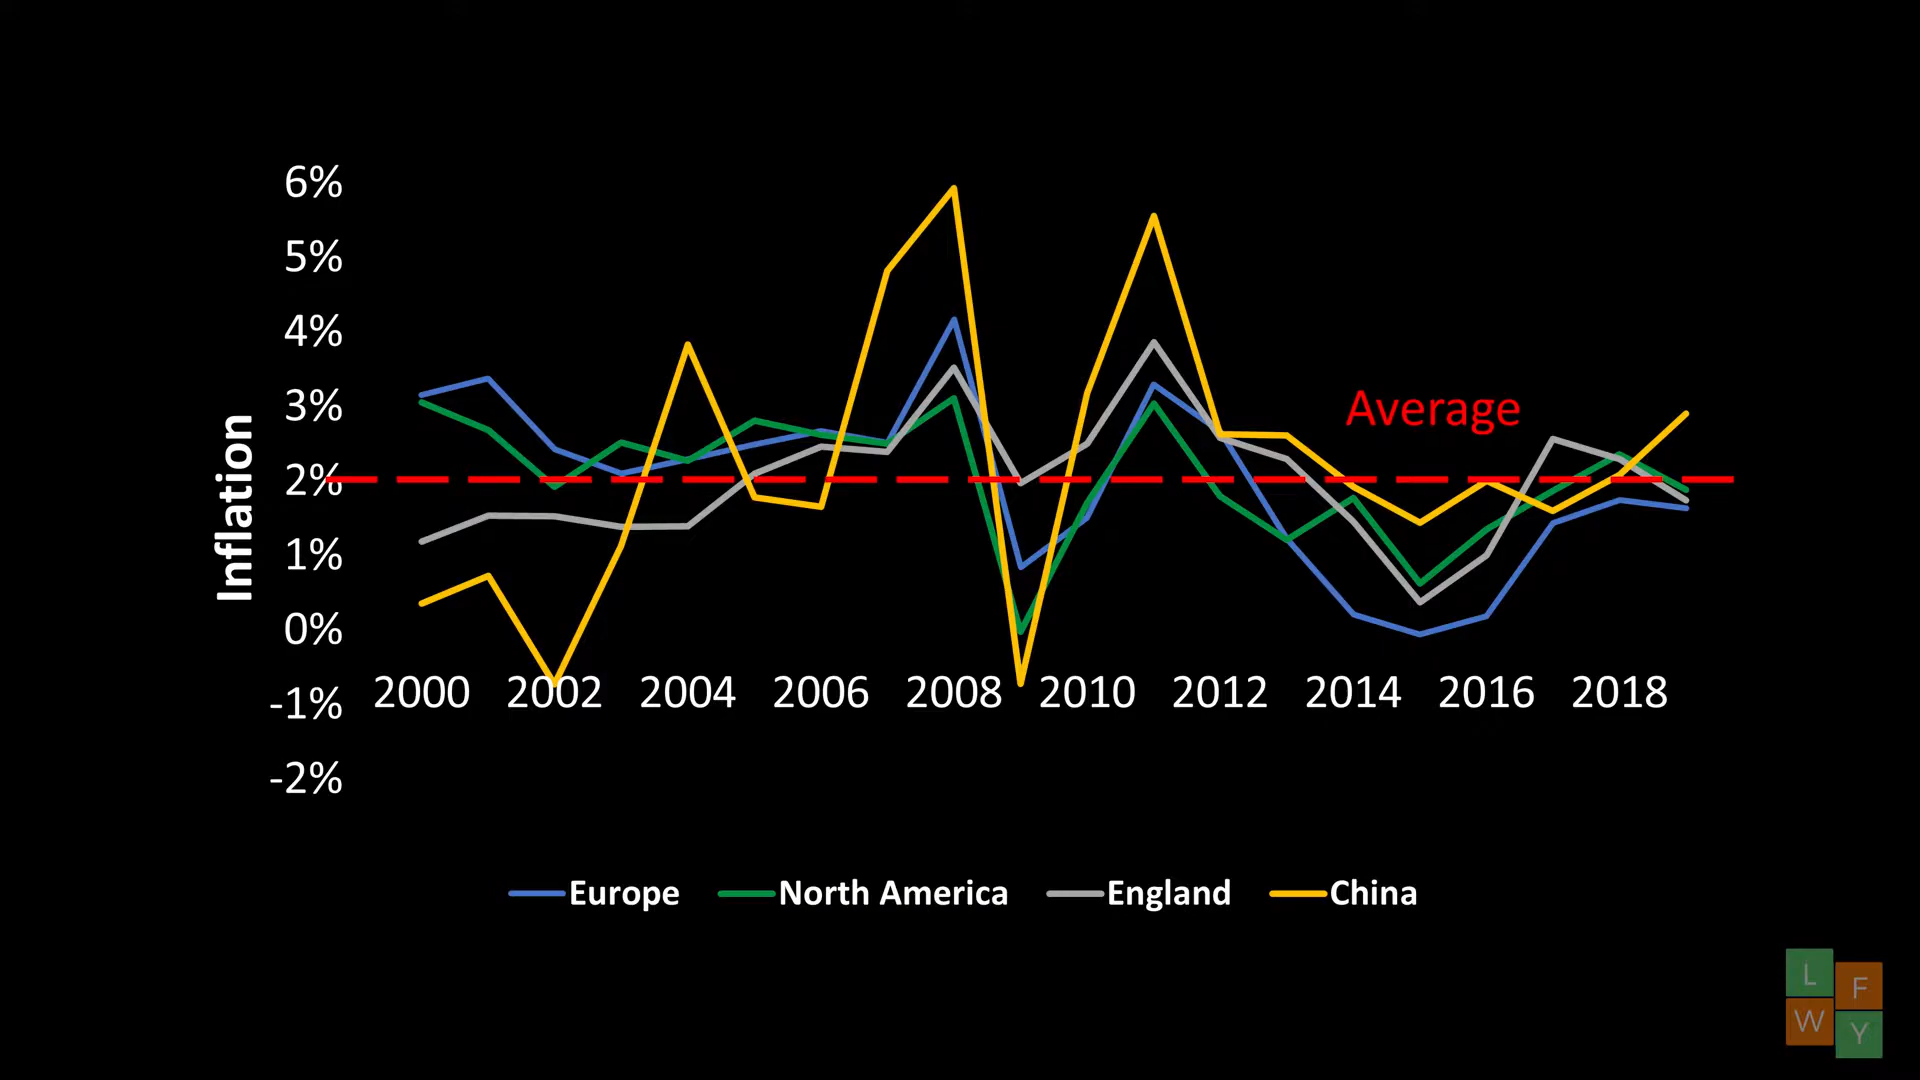 6%
5%
4%
3%
2%
1%
0%
-1%
-2%
Inflation
Average
2000 2002 2004 2006 2008 2010 2012 2014 2016 2018
Europe North America England China
L F
W Y